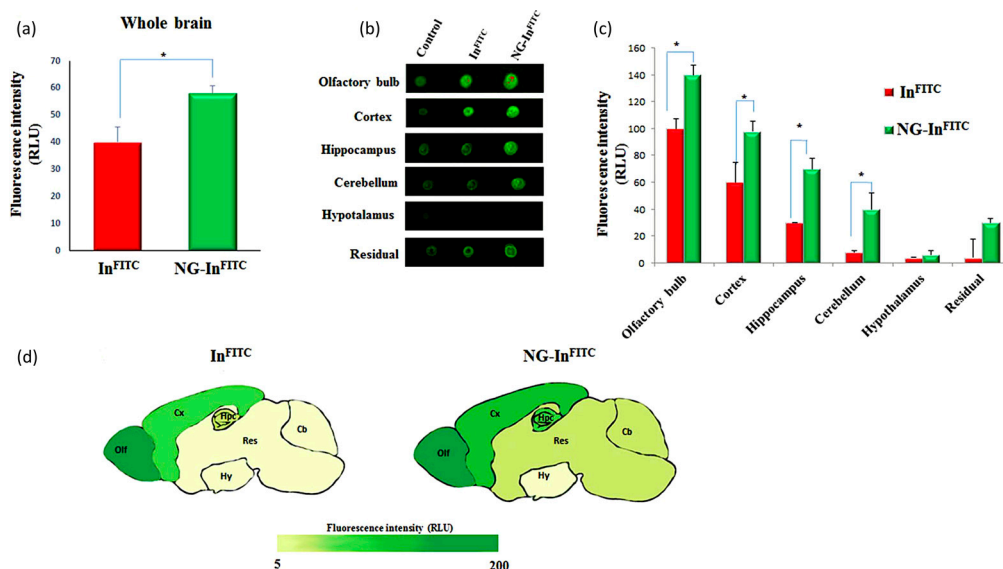 (a)
Whole brain
*
Fluorescence intensity
(RLU)
70
60
50
40
30
20
10
0
In^FITC
NG-In^FITC
(b)
Control
In^FITC
NG-In^FITC
Olfactory bulb
Cortex
Hippocampus
Cerebellum
Hypotalamus
Residual
(c)
Fluorescence intensity
(RLU)
160
140
120
100
80
60
40
20
0
*
*
*
*
In^FITC
NG-In^FITC
Olfactory bulb
Cortex
Hippocampus
Cerebellum
Hypothalamus
Residual
(d)
In^FITC
Cx
Hpc
Olf
Res
Cb
Hy
NG-In^FITC
Cx
Hpc
Olf
Res
Cb
Hy
Fluorescence intensity (RLU)
5
200